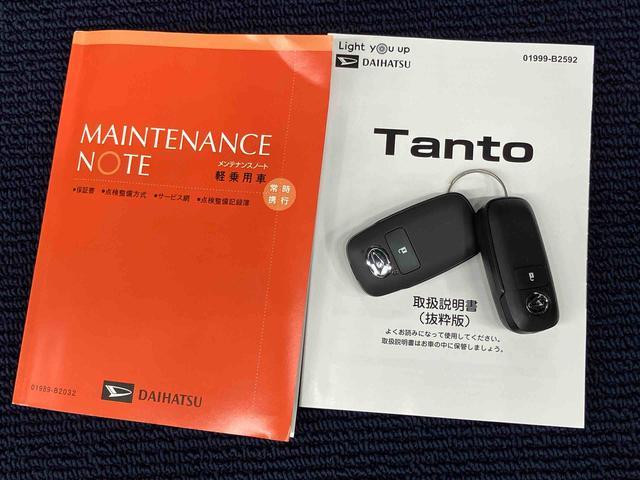 MAINTENANCE
NOTE
メンテナンスノート
軽乗用車
常時
携行
●保証書 ●点検整備方式 ●サービス網 ●点検整備記録簿
01989-B2032
DAIHATSU
Light you up
DAIHATSU
01999-B2592
Tanto
取扱説明書
（抜粋版）
よくお読みになって使用してください。
取扱説明書はお車の中に保管しましょう。